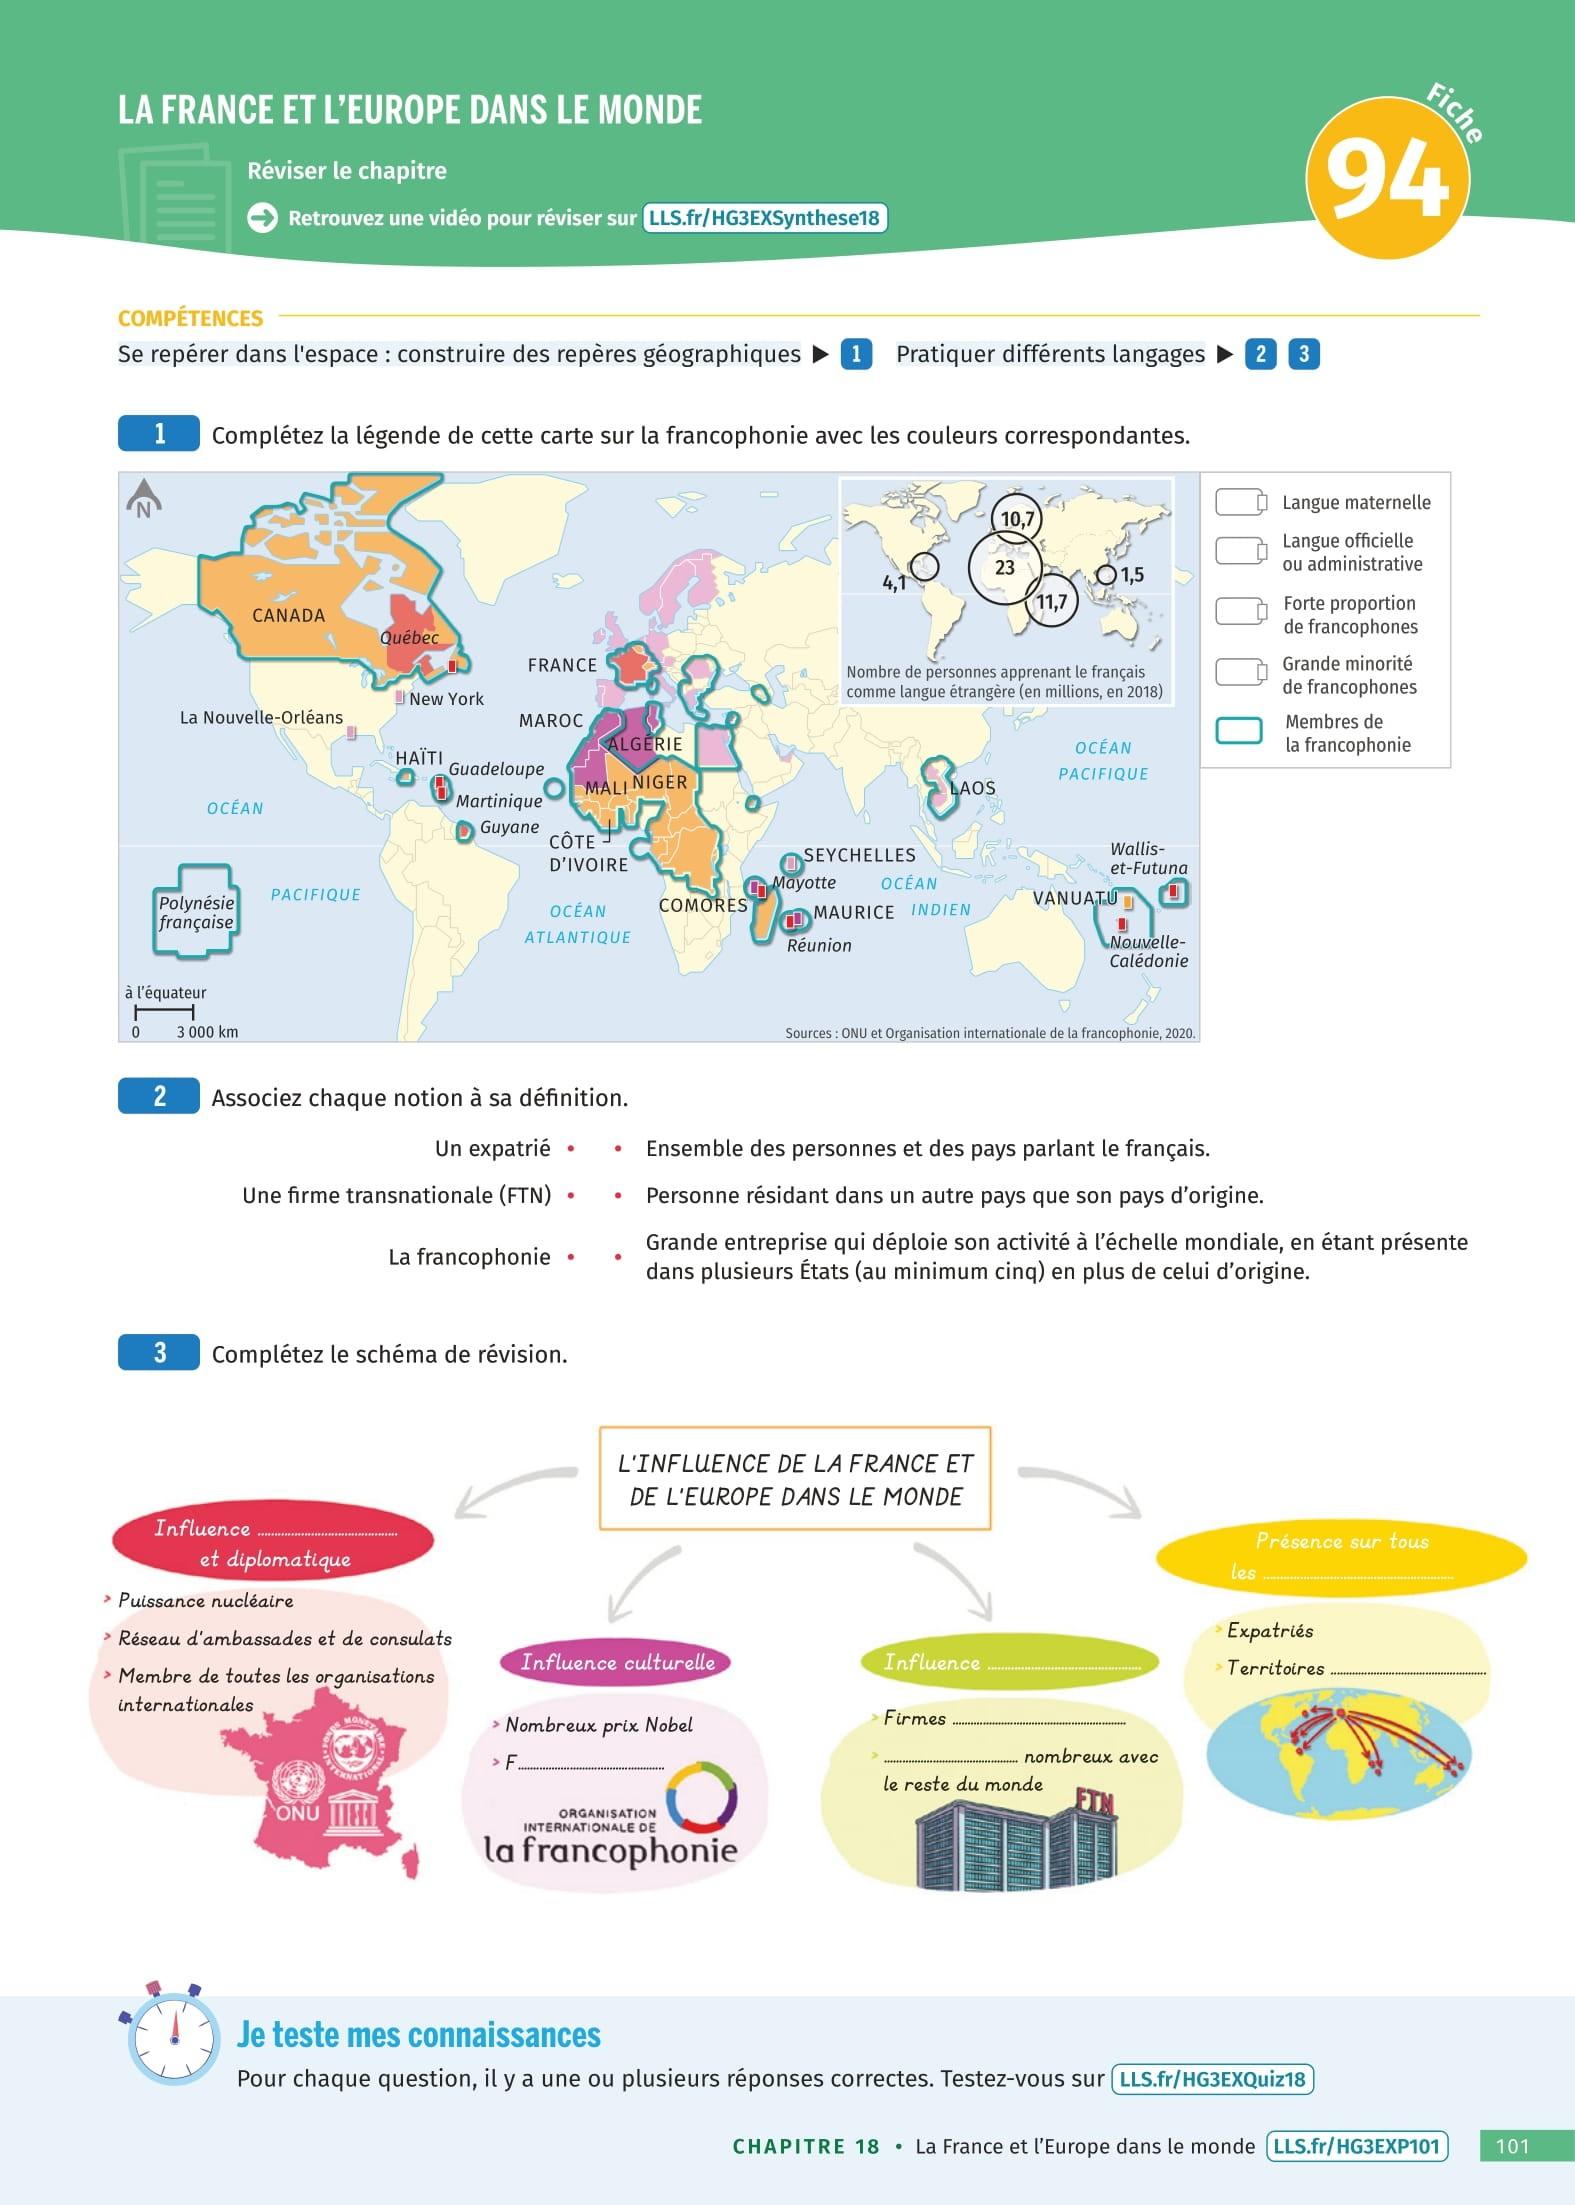 LA FRANCE ET L'EUROPE DANS LE MONDE
Fiche
94
Réviser le chapitre
Retrouvez une vidéo pour réviser sur LLS.fr/HG3EXSynthese18
COMPÉTENCES
Se repérer dans l'espace : construire des repères géographiques ▶ 1 Pratiquer différents langages ▶ 2 3
1 Complétez la légende de cette carte sur la francophonie avec les couleurs correspondantes.
N
CANADA
Québec
New York
La Nouvelle-Orléans
HAÏTI
Guadeloupe
Martinique
Guyane
OCÉAN
PACIFIQUE
Polynésie
française
à l'équateur
0 3 000 km
FRANCE
MAROC
ALGÉRIE
MALI
NIGER
CÔTE
D'IVOIRE
OCÉAN
ATLANTIQUE
COMORES
SEYCHELLES
Mayotte
MAURICE
Réunion
OCÉAN
INDIEN
LAOS
OCÉAN
PACIFIQUE
Wallis-
et-Futuna
VANUATU
Nouvelle-
Calédonie
10,7
23
4,1
1,5
11,7
Nombre de personnes apprenant le français
comme langue étrangère (en millions, en 2018)
Sources : ONU et Organisation internationale de la francophonie, 2020.
Langue maternelle
Langue officielle
ou administrative
Forte proportion
de francophones
Grande minorité
de francophones
Membres de
la francophonie
2 Associez chaque notion à sa définition.
Un expatrié • • Ensemble des personnes et des pays parlant le français.
Une firme transnationale (FTN) • • Personne résidant dans un autre pays que son pays d'origine.
La francophonie • • Grande entreprise qui déploie son activité à l'échelle mondiale, en étant présente
dans plusieurs États (au minimum cinq) en plus de celui d'origine.
3 Complétez le schéma de révision.
L'INFLUENCE DE LA FRANCE ET
DE L'EUROPE DANS LE MONDE
Influence ..........
et diplomatique
> Puissance nucléaire
> Réseau d'ambassades et de consulats
> Membre de toutes les organisations
internationales
FONDS MONETAIRE INTERNATIONAL
ONU
Influence culturelle
> Nombreux prix Nobel
> F..........
ORGANISATION
INTERNATIONALE DE
la francophonie
Influence ..........
> Firmes ..........
> .......... nombreux avec
le reste du monde
FTN
Présence sur tous
les ..........
> Expatriés
> Territoires ..........
Je teste mes connaissances
Pour chaque question, il y a une ou plusieurs réponses correctes. Testez-vous sur LLS.fr/HG3EXQuiz18
CHAPITRE 18 • La France et l'Europe dans le monde LLS.fr/HG3EXP101 101